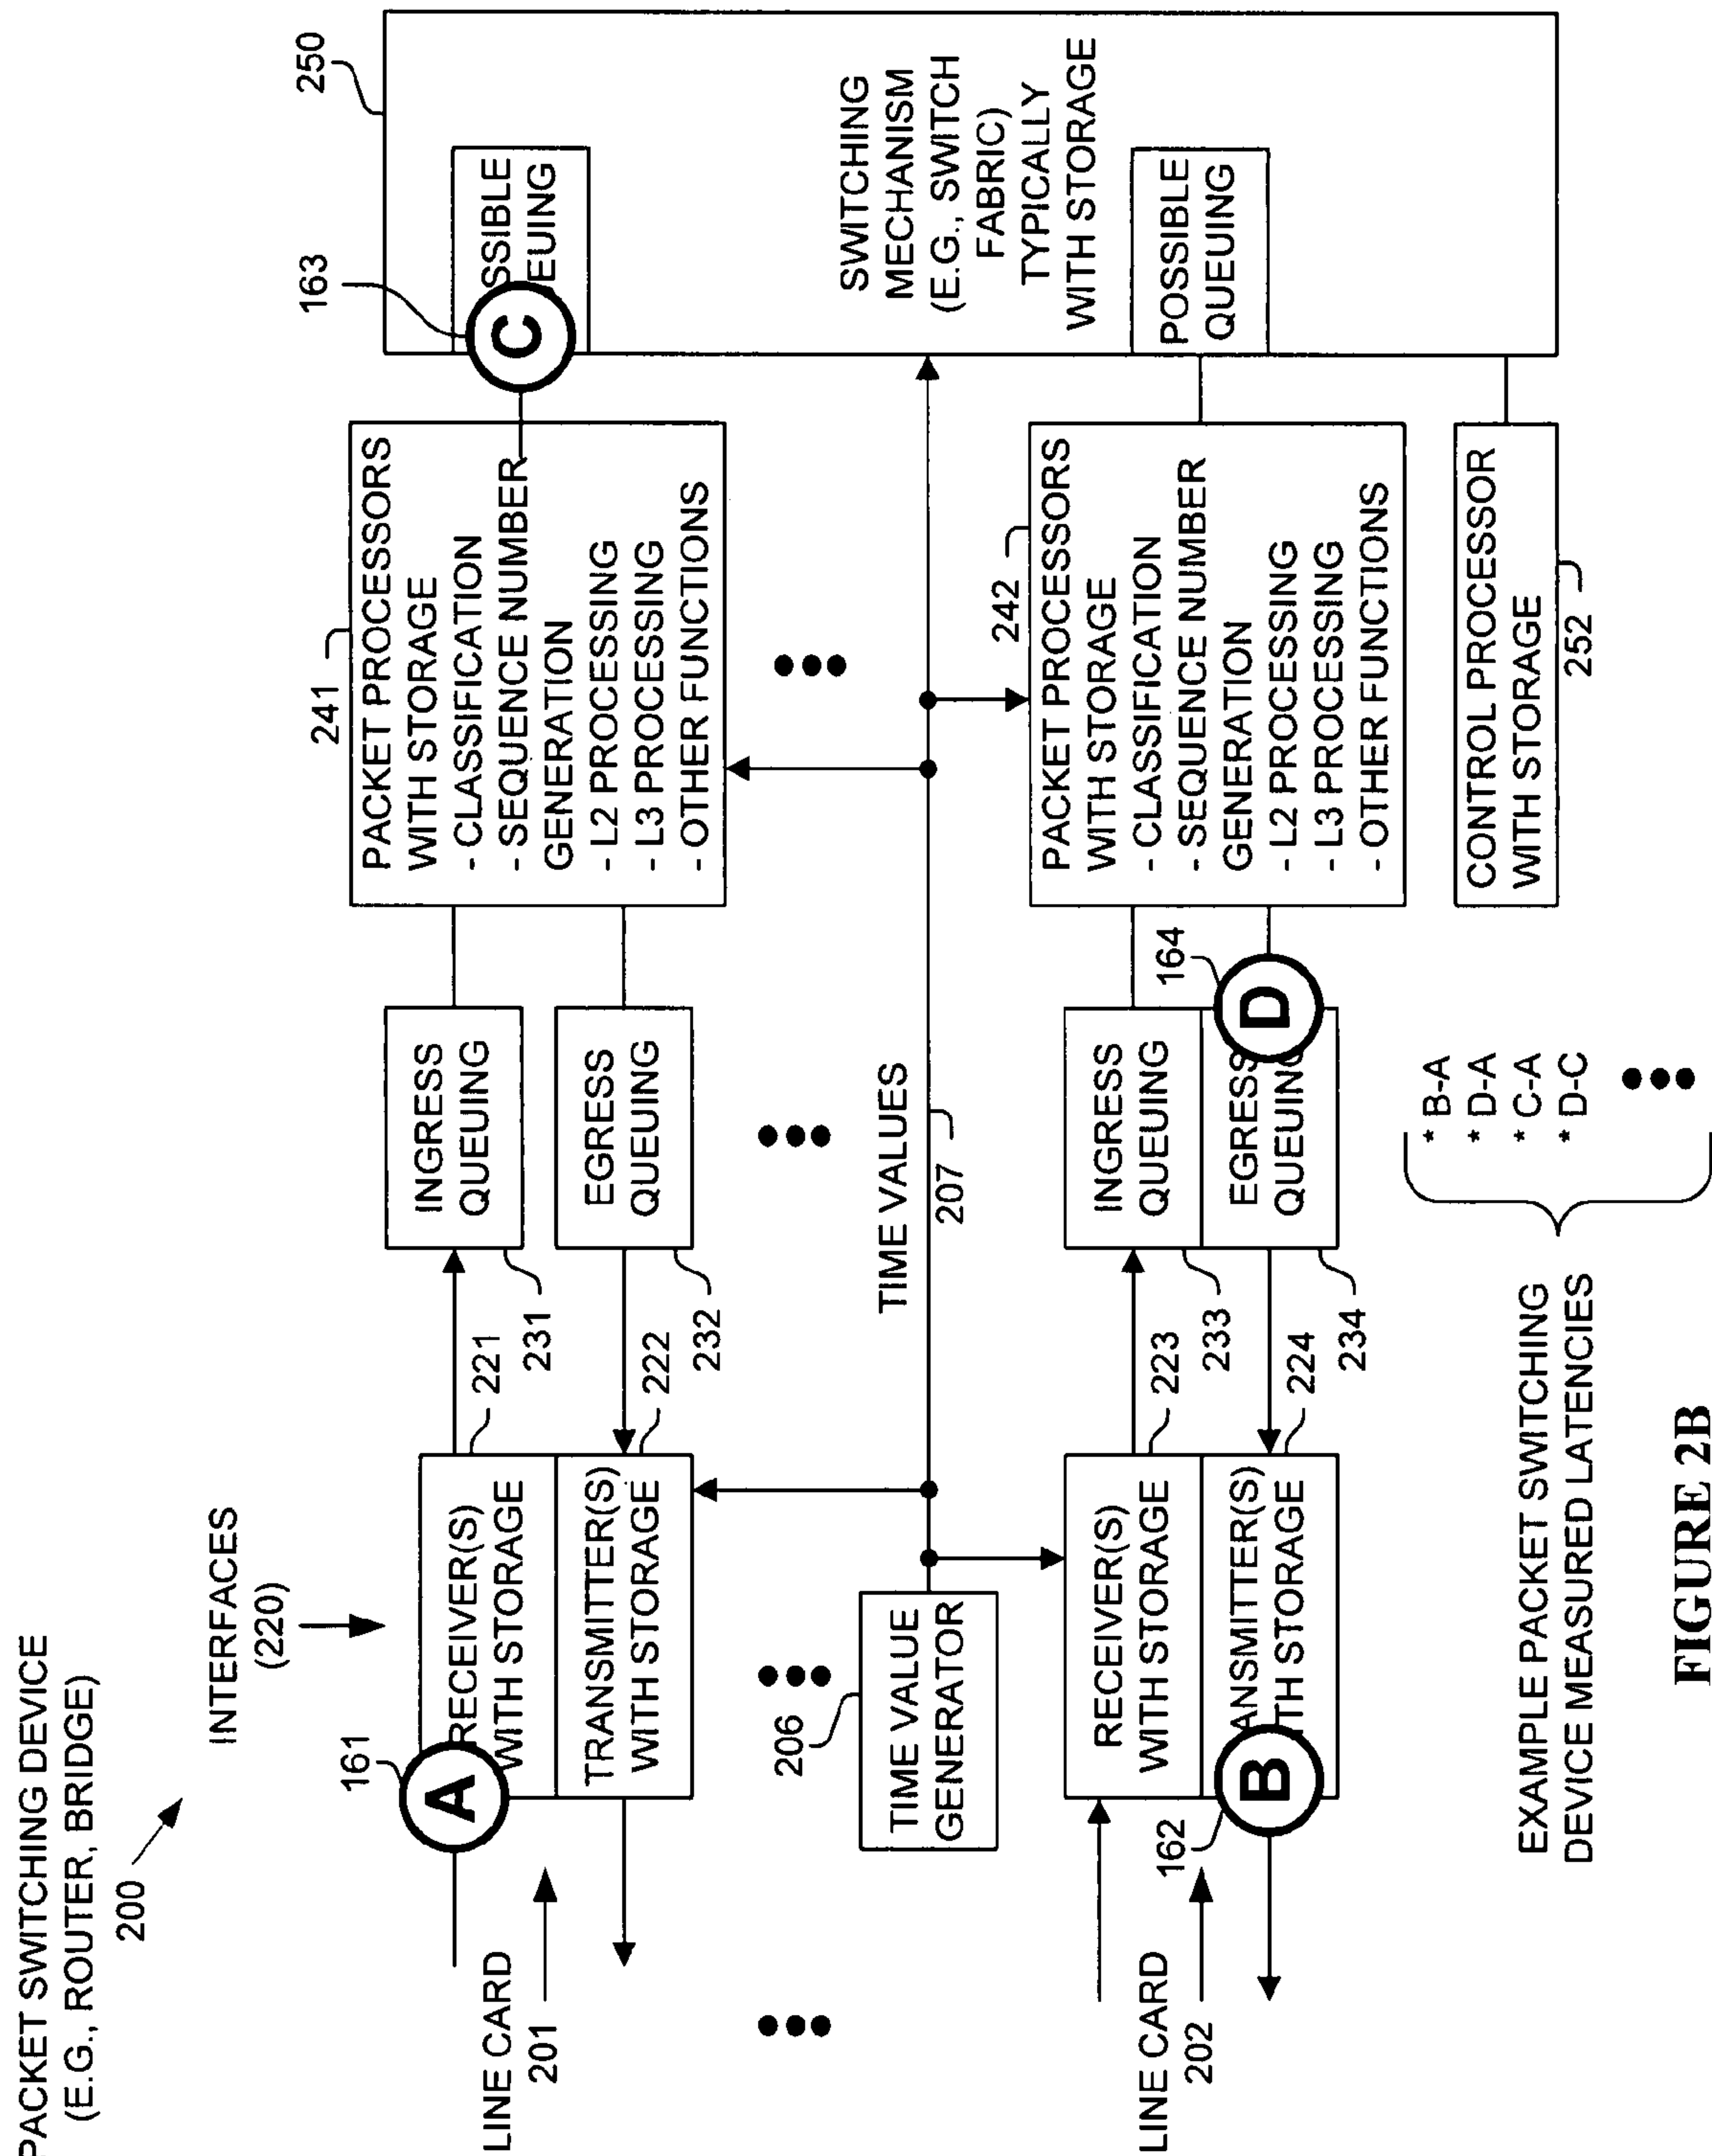 PACKET SWITCHING DEVICE
(E.G., ROUTER, BRIDGE)
200
INTERFACES
(220)
LINE CARD
201
161
A
RECEIVER(S)
WITH STORAGE
221
TRANSMITTER(S)
WITH STORAGE
222
INGRESS
QUEUING
231
EGRESS
QUEUING
232
241
PACKET PROCESSORS
WITH STORAGE
- CLASSIFICATION
- SEQUENCE NUMBER
GENERATION
- L2 PROCESSING
- L3 PROCESSING
- OTHER FUNCTIONS
163
C
SSIBLE
EUING
250
SWITCHING
MECHANISM
(E.G., SWITCH
FABRIC)
TYPICALLY
WITH STORAGE
POSSIBLE
QUEUING
206
TIME VALUE
GENERATOR
TIME VALUES
207
LINE CARD
202
162
B
RECEIVER(S)
WITH STORAGE
223
ANSMITTER(S)
TH STORAGE
224
INGRESS
QUEUING
233
EGRESS
QUEUING
234
164
D
242
PACKET PROCESSORS
WITH STORAGE
- CLASSIFICATION
- SEQUENCE NUMBER
GENERATION
- L2 PROCESSING
- L3 PROCESSING
- OTHER FUNCTIONS
CONTROL PROCESSOR
WITH STORAGE
252
EXAMPLE PACKET SWITCHING
DEVICE MEASURED LATENCIES
* B-A
* D-A
* C-A
* D-C
FIGURE 2B